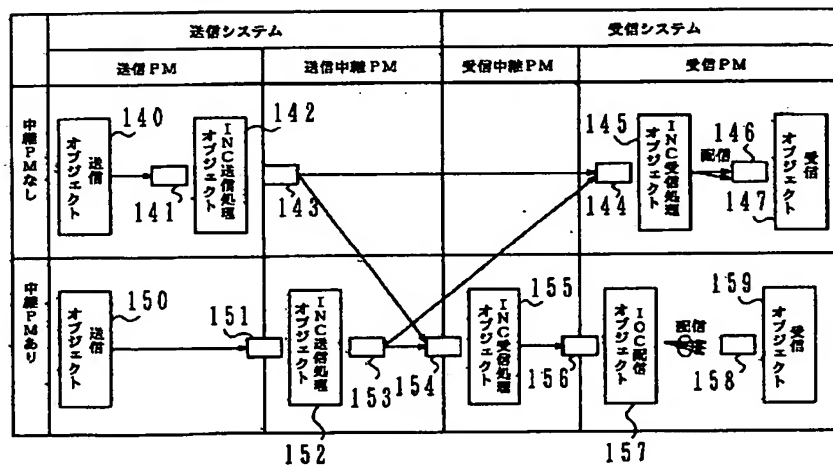 送信システム
受信システム
送信PM
送信中継PM
受信中継PM
受信PM
中継PMなし
送信オブジェクト
140
141
INC送信処理オブジェクト
142
143
144
INC受信処理オブジェクト
145
配信
146
147
受信オブジェクト
中継PMあり
送信オブジェクト
150
151
INC送信処理オブジェクト
152
153
154
INC受信処理オブジェクト
155
156
IOC配信オブジェクト
157
配信
158
受信オブジェクト
159